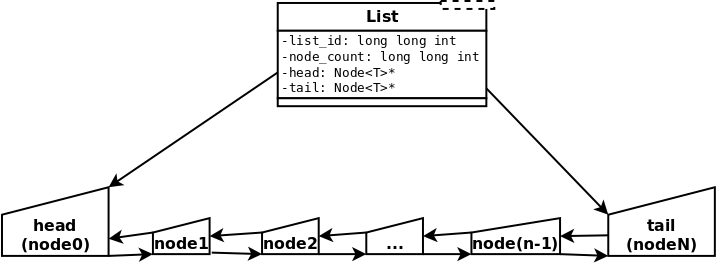 List
-list_id: long long int
-node_count: long long int
-head: Node<T>*
-tail: Node<T>*
head
(node0)
node1
node2
...
node(n-1)
tail
(nodeN)